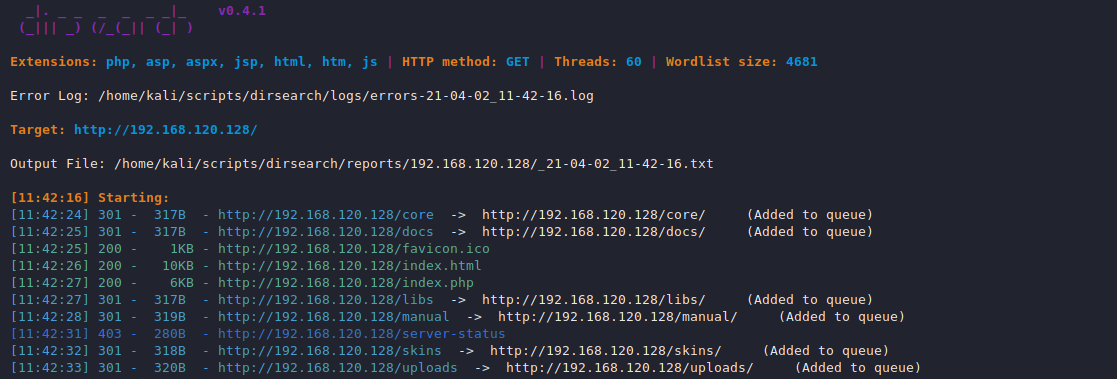 _|. _ _  _  _  _ _|_    v0.4.1
(_||| _) (/_(_|| (_| )
Extensions: php, asp, aspx, jsp, html, htm, js | HTTP method: GET | Threads: 60 | Wordlist size: 4681
Error Log: /home/kali/scripts/dirsearch/logs/errors-21-04-02_11-42-16.log
Target: http://192.168.120.128/
Output File: /home/kali/scripts/dirsearch/reports/192.168.120.128/_21-04-02_11-42-16.txt
[11:42:16] Starting:
[11:42:24] 301 -  317B  - http://192.168.120.128/core  ->  http://192.168.120.128/core/     (Added to queue)
[11:42:25] 301 -  317B  - http://192.168.120.128/docs  ->  http://192.168.120.128/docs/     (Added to queue)
[11:42:25] 200 -    1KB - http://192.168.120.128/favicon.ico
[11:42:26] 200 -   10KB - http://192.168.120.128/index.html
[11:42:27] 200 -    6KB - http://192.168.120.128/index.php
[11:42:27] 301 -  317B  - http://192.168.120.128/libs  ->  http://192.168.120.128/libs/     (Added to queue)
[11:42:28] 301 -  319B  - http://192.168.120.128/manual  ->  http://192.168.120.128/manual/     (Added to queue)
[11:42:31] 403 -  280B  - http://192.168.120.128/server-status
[11:42:32] 301 -  318B  - http://192.168.120.128/skins  ->  http://192.168.120.128/skins/     (Added to queue)
[11:42:33] 301 -  320B  - http://192.168.120.128/uploads  ->  http://192.168.120.128/uploads/     (Added to queue)